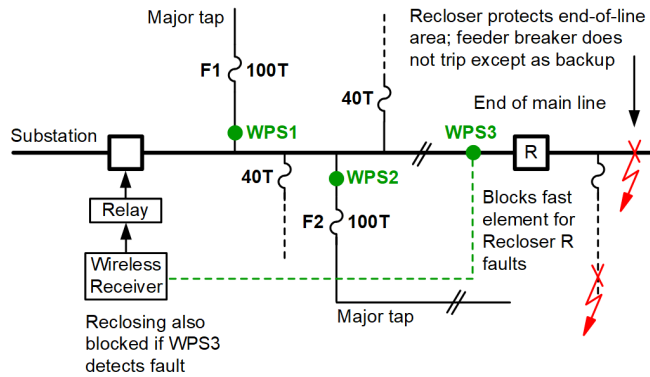 Major tap
Recloser protects end-of-line
area; feeder breaker does
not trip except as backup
F1
100T
40T
End of main line
Substation
WPS1
WPS3
R
40T
WPS2
Relay
F2
100T
Blocks fast
element for
Recloser R
faults
Wireless
Receiver
Major tap
Reclosing also
blocked if WPS3
detects fault